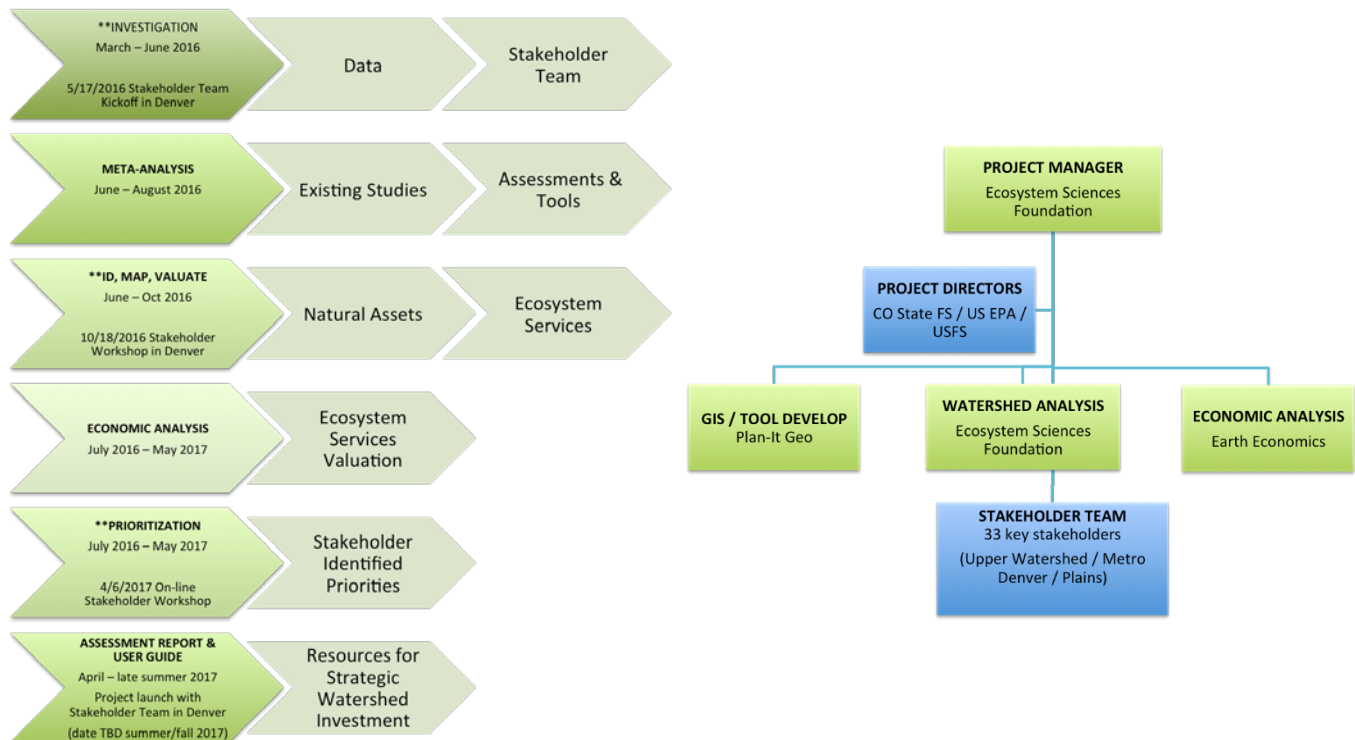 **INVESTIGATION
March – June 2016
5/17/2016 Stakeholder Team
Kickoff in Denver
Data
Stakeholder
Team
META-ANALYSIS
June – August 2016
Existing Studies
Assessments &
Tools
**ID, MAP, VALUATE
June – Oct 2016
10/18/2016 Stakeholder
Workshop in Denver
Natural Assets
Ecosystem
Services
ECONOMIC ANALYSIS
July 2016 – May 2017
Ecosystem
Services
Valuation
**PRIORITIZATION
July 2016 – May 2017
4/6/2017 On-line
Stakeholder Workshop
Stakeholder
Identified
Priorities
ASSESSMENT REPORT &
USER GUIDE
April – late summer 2017
Project launch with
Stakeholder Team in Denver
(date TBD summer/fall 2017)
Resources for
Strategic
Watershed
Investment
PROJECT MANAGER
Ecosystem Sciences
Foundation
PROJECT DIRECTORS
CO State FS / US EPA /
USFS
GIS / TOOL DEVELOP
Plan-It Geo
WATERSHED ANALYSIS
Ecosystem Sciences
Foundation
ECONOMIC ANALYSIS
Earth Economics
STAKEHOLDER TEAM
33 key stakeholders
(Upper Watershed / Metro
Denver / Plains)